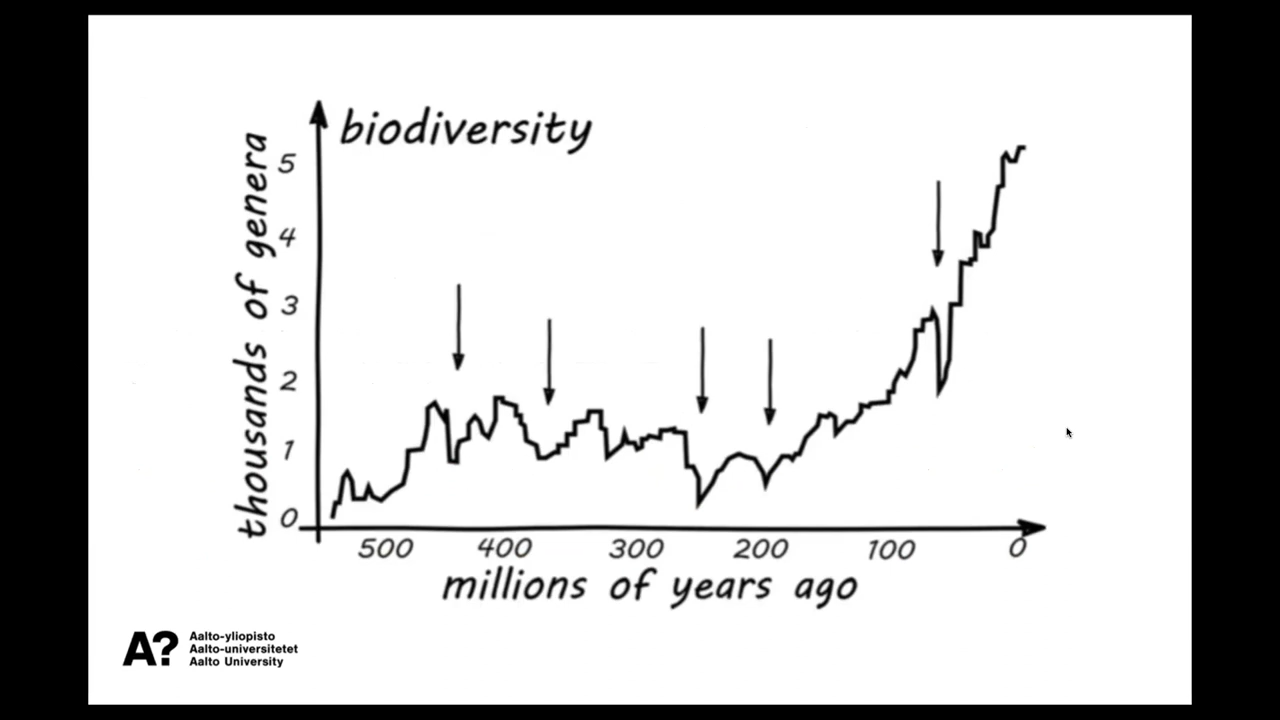 biodiversity
thousands of genera
5
4
3
2
1
0
500 400 300 200 100 0
millions of years ago
A?
Aalto-yliopisto
Aalto-universitetet
Aalto University